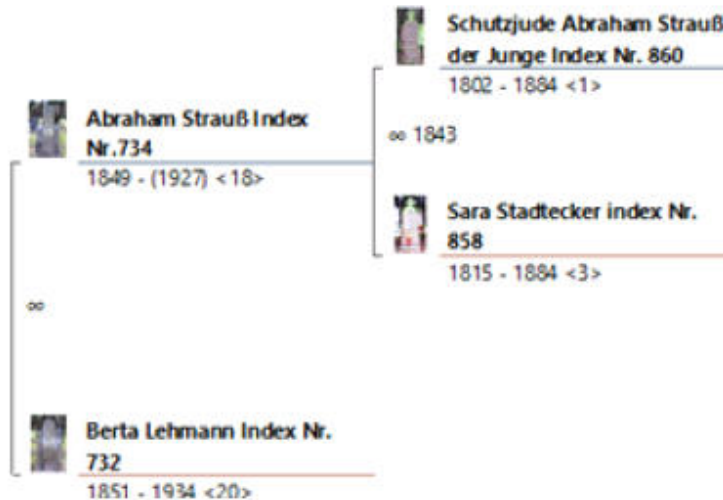 Schutzjude Abraham Strauß
der Junge Index Nr. 860
1802 - 1884 <1>
Abraham Strauß Index
Nr.734
1849 - (1927) <18>
∞ 1843
Sara Stadtecker index Nr.
858
1815 - 1884 <3>
∞
Berta Lehmann Index Nr.
732
1851 - 1934 <20>